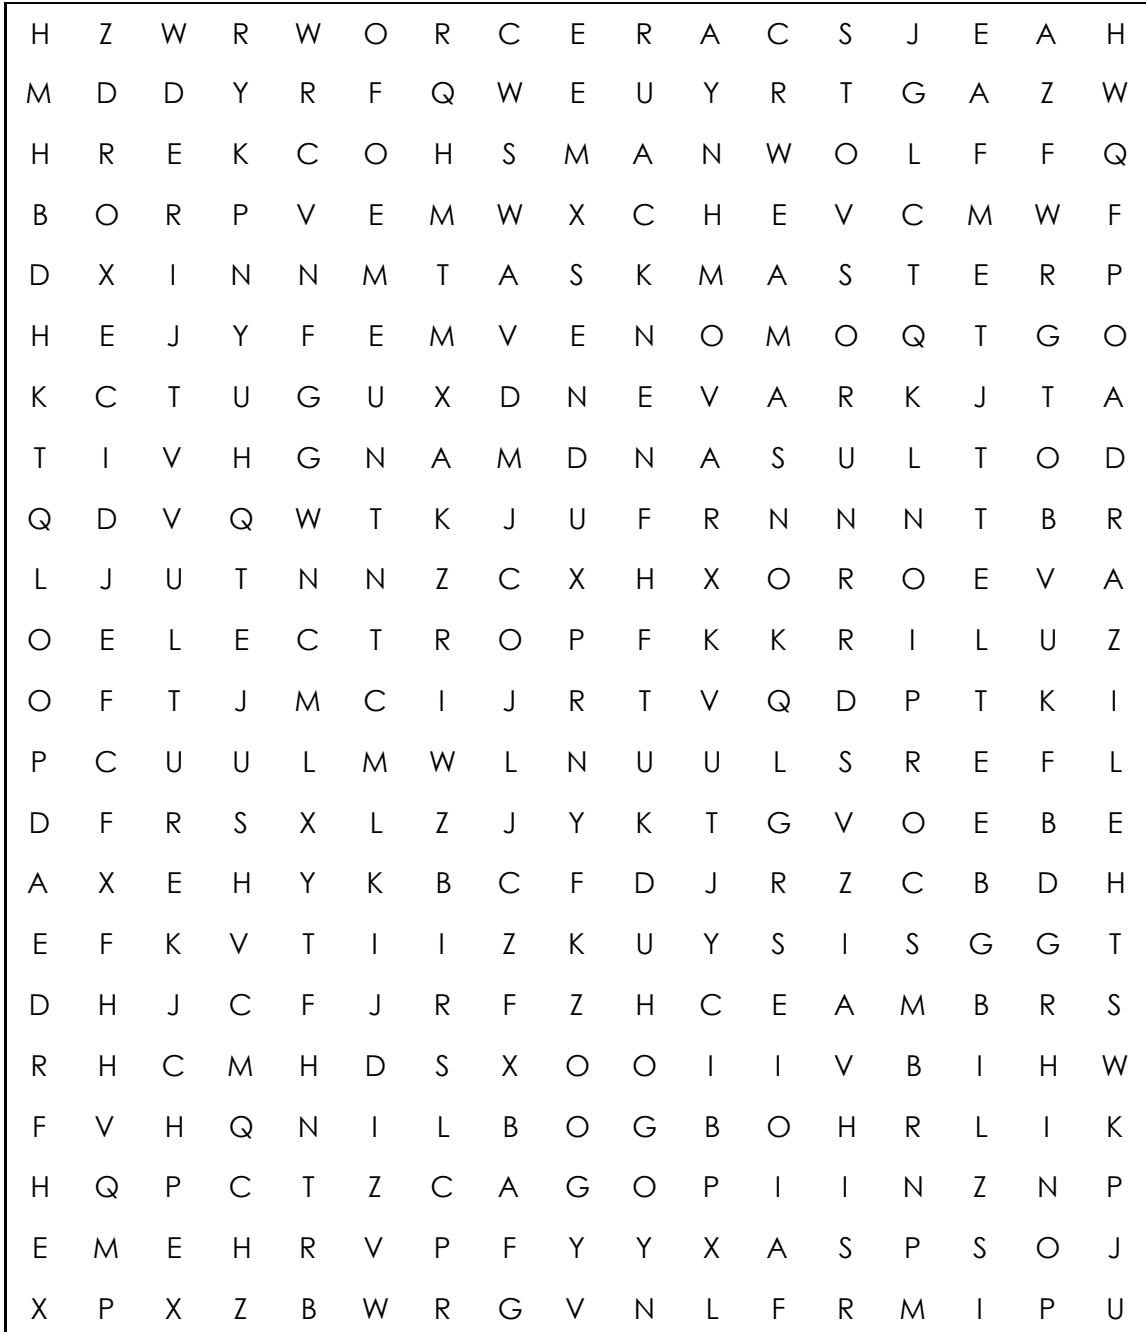 H Z W R W O R C E R A C S J E A H
M D D Y R F Q W E U Y R T G A Z W
H R E K C O H S M A N W O L F F Q
B O R P V E M W X C H E V C M W F
D X I N N M T A S K M A S T E R P
H E J Y F E M V E N O M O Q T G O
K C T U G U X D N E V A R K J T A
T I V H G N A M D N A S U L T O D
Q D V Q W T K J U F R N N N T B R
L J U T N N Z C X H X O R O E V A
O E L E C T R O P F K K R I L U Z
O F T J M C I J R T V Q D P T K I
P C U U L M W L N U U L S R E F L
D F R S X L Z J Y K T G V O E B E
A X E H Y K B C F D J R Z C B D H
E F K V T I I Z K U Y S I S G G T
D H J C F J R F Z H C E A M B R S
R H C M H D S X O O I I V B I H W
F V H Q N I L B O G B O H R L I K
H Q P C T Z C A G O P I I N Z N P
E M E H R V P F Y Y X A S P S O J
X P X Z B W R G V N L F R M I P U